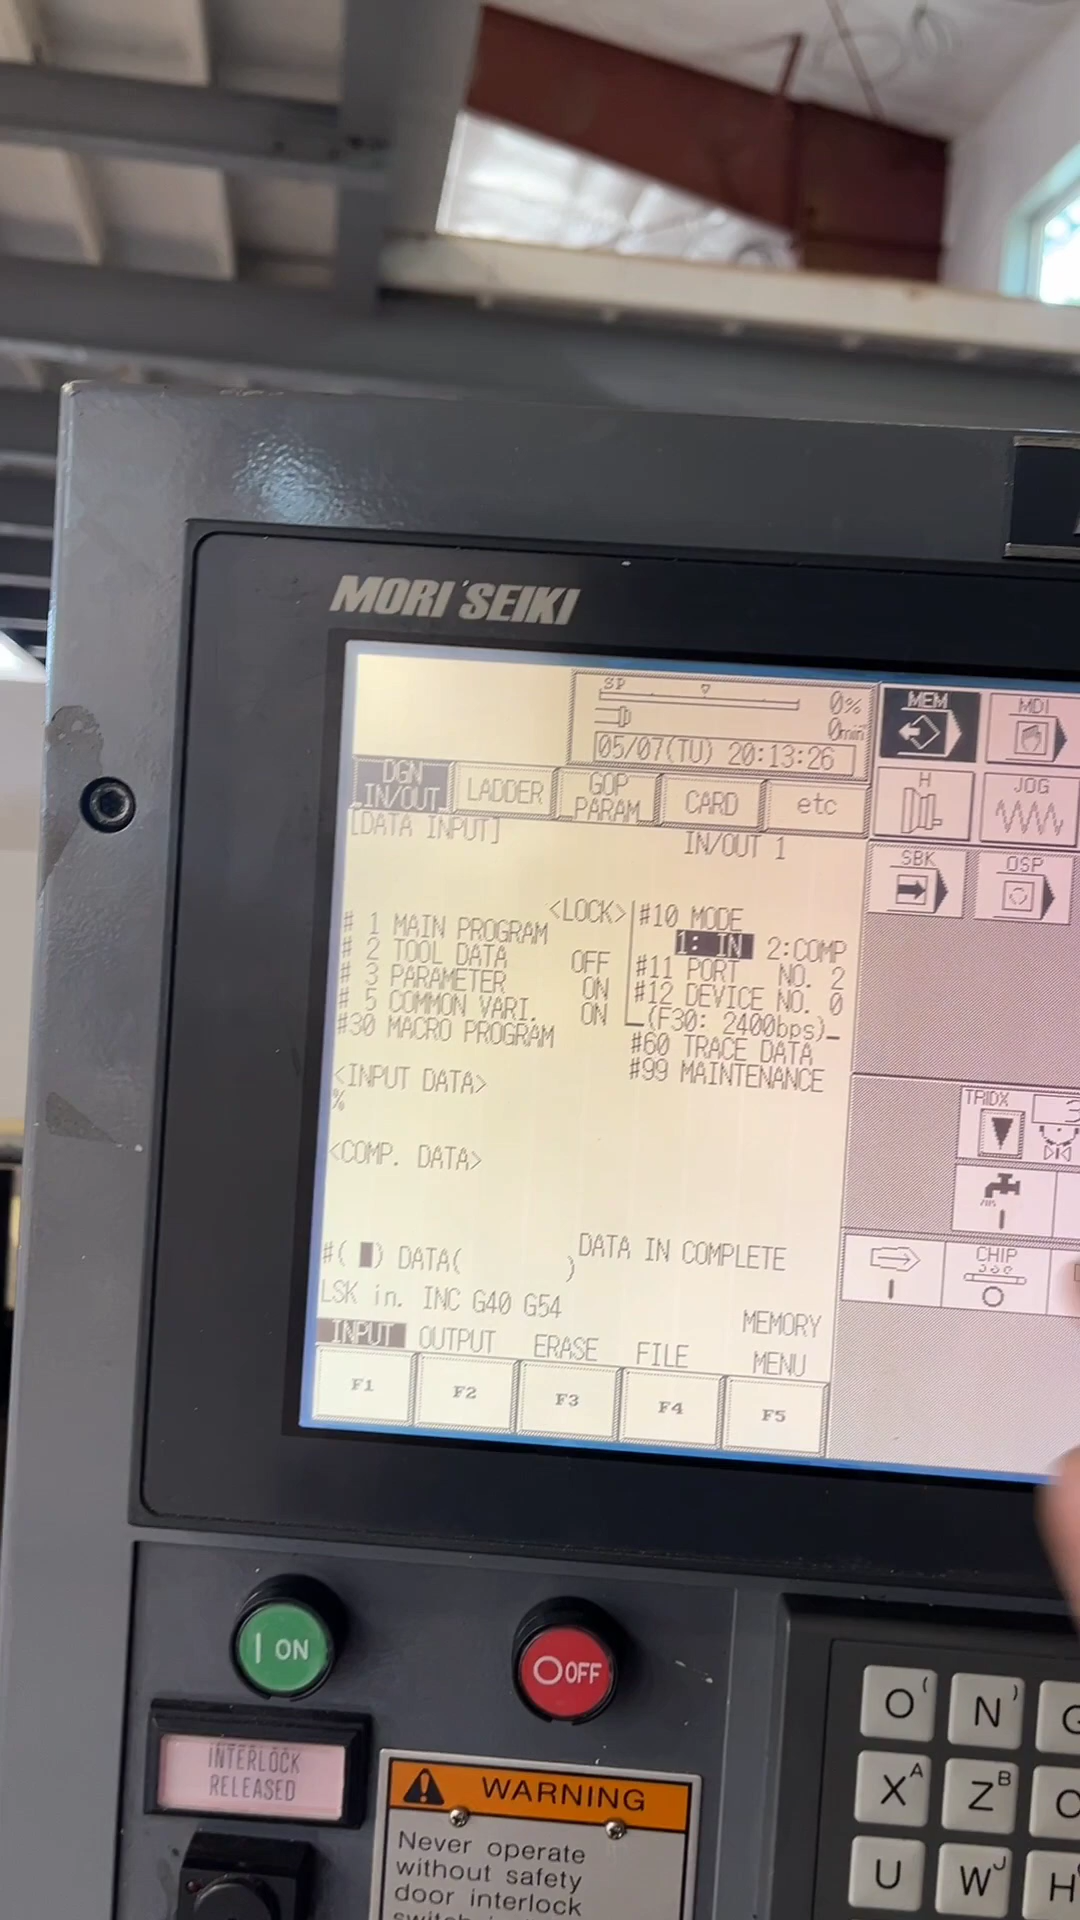 MORI SEIKI
SP
0%
0min
05/07(TU) 20:13:26
MEM
MDI
H
JOG
SBK
OSP
DGN
IN/OUT
LADDER
GOP
PARAM
CARD
etc
[DATA INPUT]
IN/OUT 1
<LOCK>
# 1 MAIN PROGRAM
# 2 TOOL DATA OFF
# 3 PARAMETER ON
# 5 COMMON VARI. ON
#30 MACRO PROGRAM
#10 MODE
1: IN 2:COMP
#11 PORT NO. 2
#12 DEVICE NO. 0
(F30: 2400bps)
#60 TRACE DATA
#99 MAINTENANCE
<INPUT DATA>
%
<COMP. DATA>
#( ) DATA( )
DATA IN COMPLETE
LSK in. INC G40 G54
MEMORY
INPUT OUTPUT ERASE FILE MENU
F1 F2 F3 F4 F5
TRIDX
3
CHIP
ON
OFF
INTERLOCK
RELEASED
WARNING
Never operate
without safety
door interlock
O (
N )
G
X A
Z B
U
W J
H